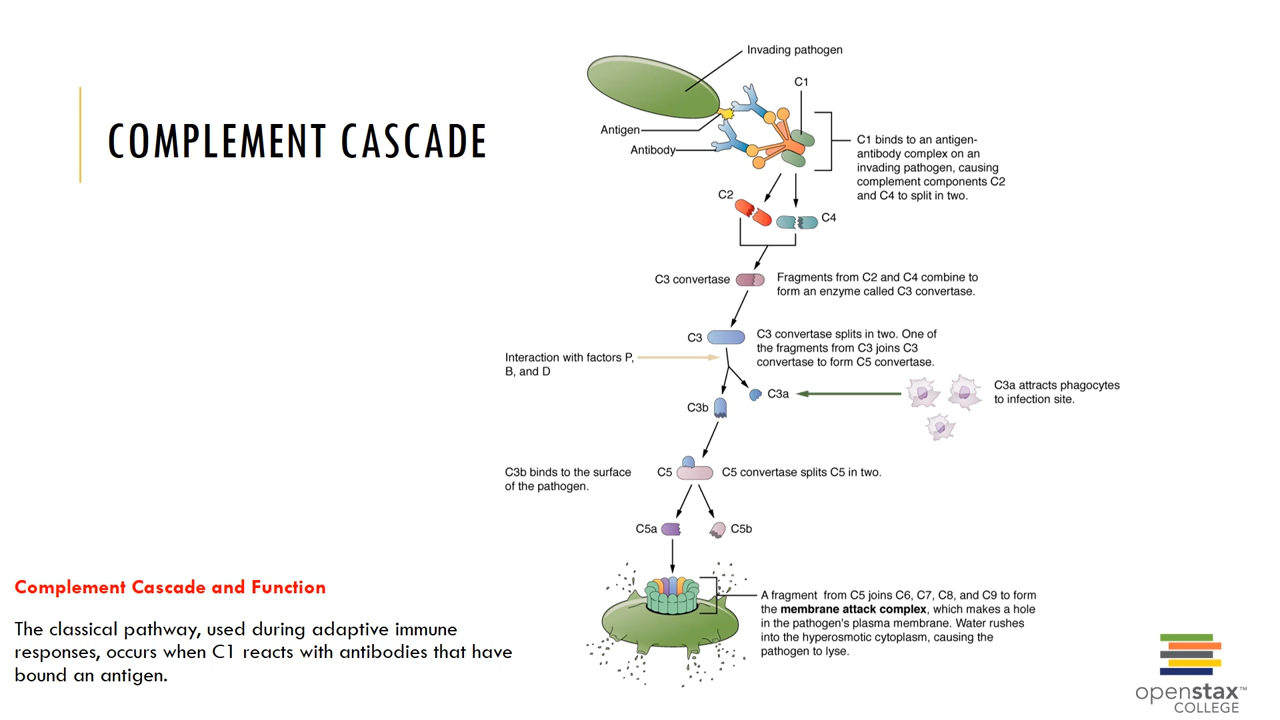 COMPLEMENT CASCADE
Invading pathogen
C1
Antigen
Antibody
C1 binds to an antigen-
antibody complex on an
invading pathogen, causing
complement components C2
and C4 to split in two.
C2
C4
C3 convertase
Fragments from C2 and C4 combine to
form an enzyme called C3 convertase.
C3
C3 convertase splits in two. One of
the fragments from C3 joins C3
convertase to form C5 convertase.
Interaction with factors P,
B, and D
C3a
C3a attracts phagocytes
to infection site.
C3b
C3b binds to the surface
of the pathogen.
C5
C5 convertase splits C5 in two.
C5a
C5b
A fragment from C5 joins C6, C7, C8, and C9 to form
the membrane attack complex, which makes a hole
in the pathogen's plasma membrane. Water rushes
into the hyperosmotic cytoplasm, causing the
pathogen to lyse.
Complement Cascade and Function
The classical pathway, used during adaptive immune
responses, occurs when C1 reacts with antibodies that have
bound an antigen.
openstax™
COLLEGE